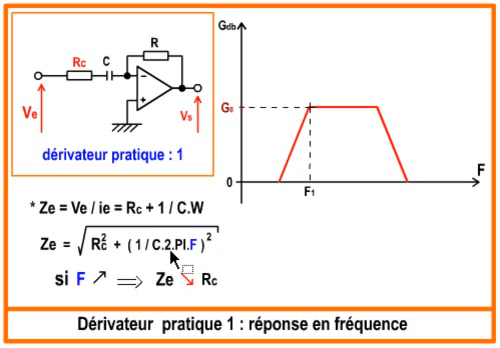 Rc C R
Ve
Vs
dérivateur pratique : 1
Gdb
G₀
0
F1
F
* Ze = Ve / ie = Rc + 1 / C.W
Ze = √ Rc² + ( 1 / C.2.PI.F )²
si F ↗ ⇒ Ze ↘ Rc
Dérivateur pratique 1 : réponse en fréquence